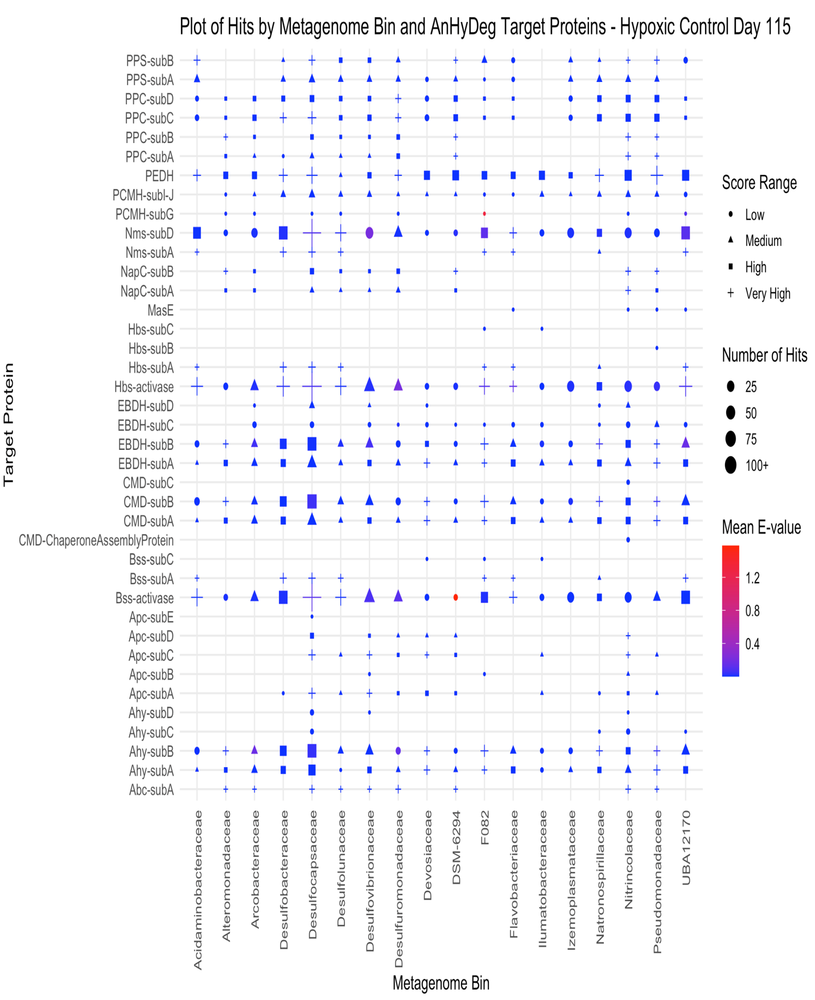 Plot of Hits by Metagenome Bin and AnHyDeg Target Proteins - Hypoxic Control Day 115
Target Protein
PPS-subB
PPS-subA
PPC-subD
PPC-subC
PPC-subB
PPC-subA
PEDH
PCMH-subI-J
PCMH-subG
Nms-subD
Nms-subA
NapC-subB
NapC-subA
MasE
Hbs-subC
Hbs-subB
Hbs-subA
Hbs-activase
EBDH-subD
EBDH-subC
EBDH-subB
EBDH-subA
CMD-subC
CMD-subB
CMD-subA
CMD-ChaperoneAssemblyProtein
Bss-subC
Bss-subA
Bss-activase
Apc-subE
Apc-subD
Apc-subC
Apc-subB
Apc-subA
Ahy-subD
Ahy-subC
Ahy-subB
Ahy-subA
Abc-subA
Acidaminobacteraceae
Alteromonadaceae
Arcobacteraceae
Desulfobacteraceae
Desulfocapsaceae
Desulfolunaceae
Desulfovibrionaceae
Desulfuromonadaceae
Devosiaceae
DSM-6294
F082
Flavobacteriaceae
Ilumatobacteraceae
Izemoplasmataceae
Natronospirillaceae
Nitrincolaceae
Pseudomonadaceae
UBA12170
Metagenome Bin
Score Range
Low
Medium
High
Very High
Number of Hits
25
50
75
100+
Mean E-value
1.2
0.8
0.4